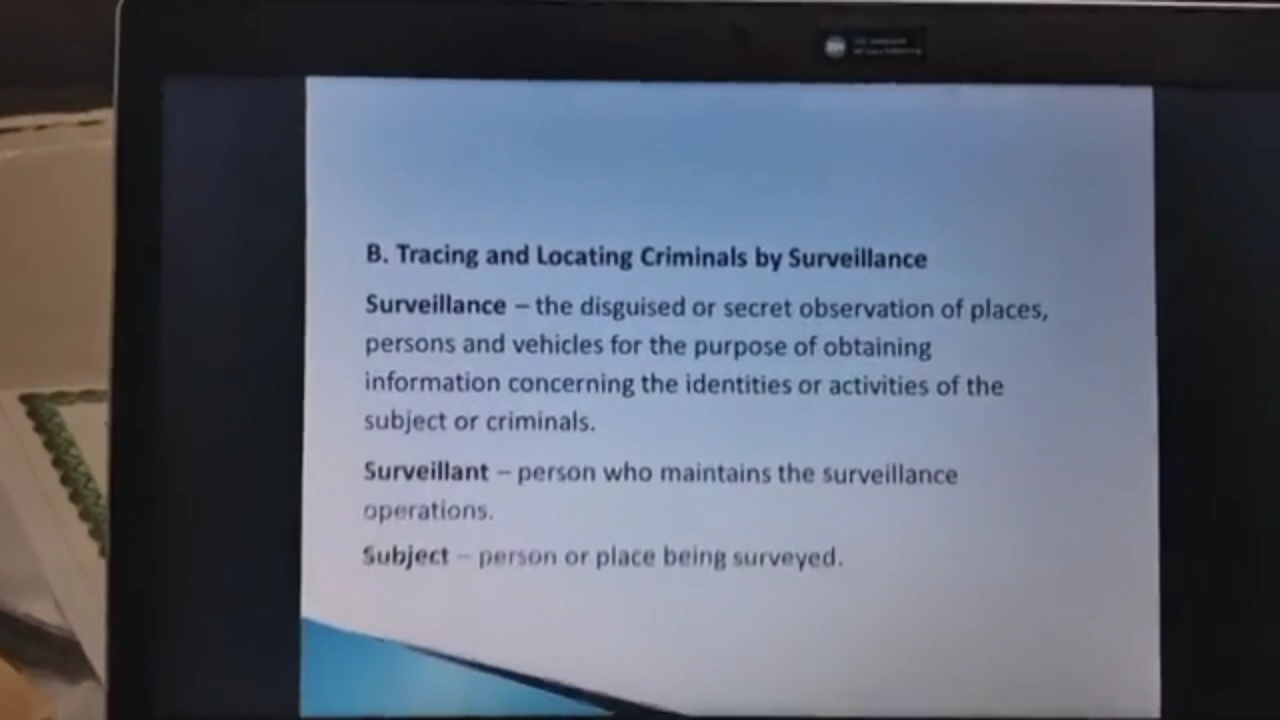 B. Tracing and Locating Criminals by Surveillance
Surveillance – the disguised or secret observation of places,
persons and vehicles for the purpose of obtaining
information concerning the identities or activities of the
subject or criminals.
Surveillant – person who maintains the surveillance
operations.
Subject – person or place being surveyed.